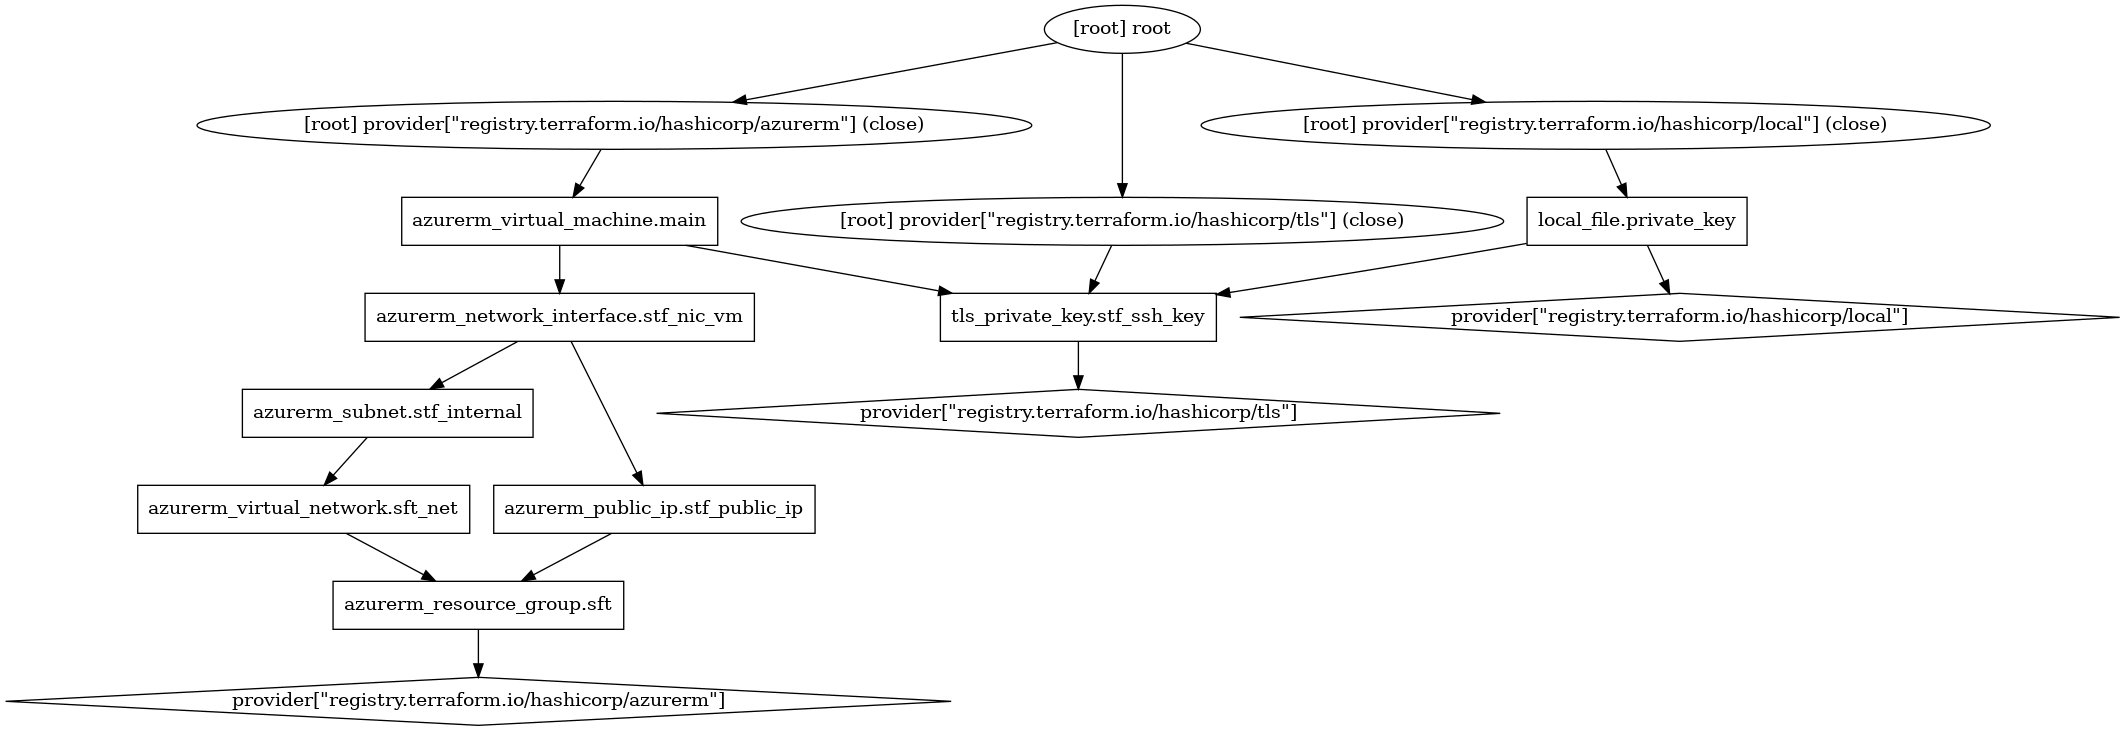 [root] root
[root] provider[\"registry.terraform.io/hashicorp/azurerm\"] (close)
[root] provider[\"registry.terraform.io/hashicorp/local\"] (close)
azurerm_virtual_machine.main
[root] provider[\"registry.terraform.io/hashicorp/tls\"] (close)
local_file.private_key
azurerm_network_interface.stf_nic_vm
tls_private_key.stf_ssh_key
provider[\"registry.terraform.io/hashicorp/local\"]
azurerm_subnet.stf_internal
provider[\"registry.terraform.io/hashicorp/tls\"]
azurerm_virtual_network.sft_net
azurerm_public_ip.stf_public_ip
azurerm_resource_group.sft
provider[\"registry.terraform.io/hashicorp/azurerm\"]